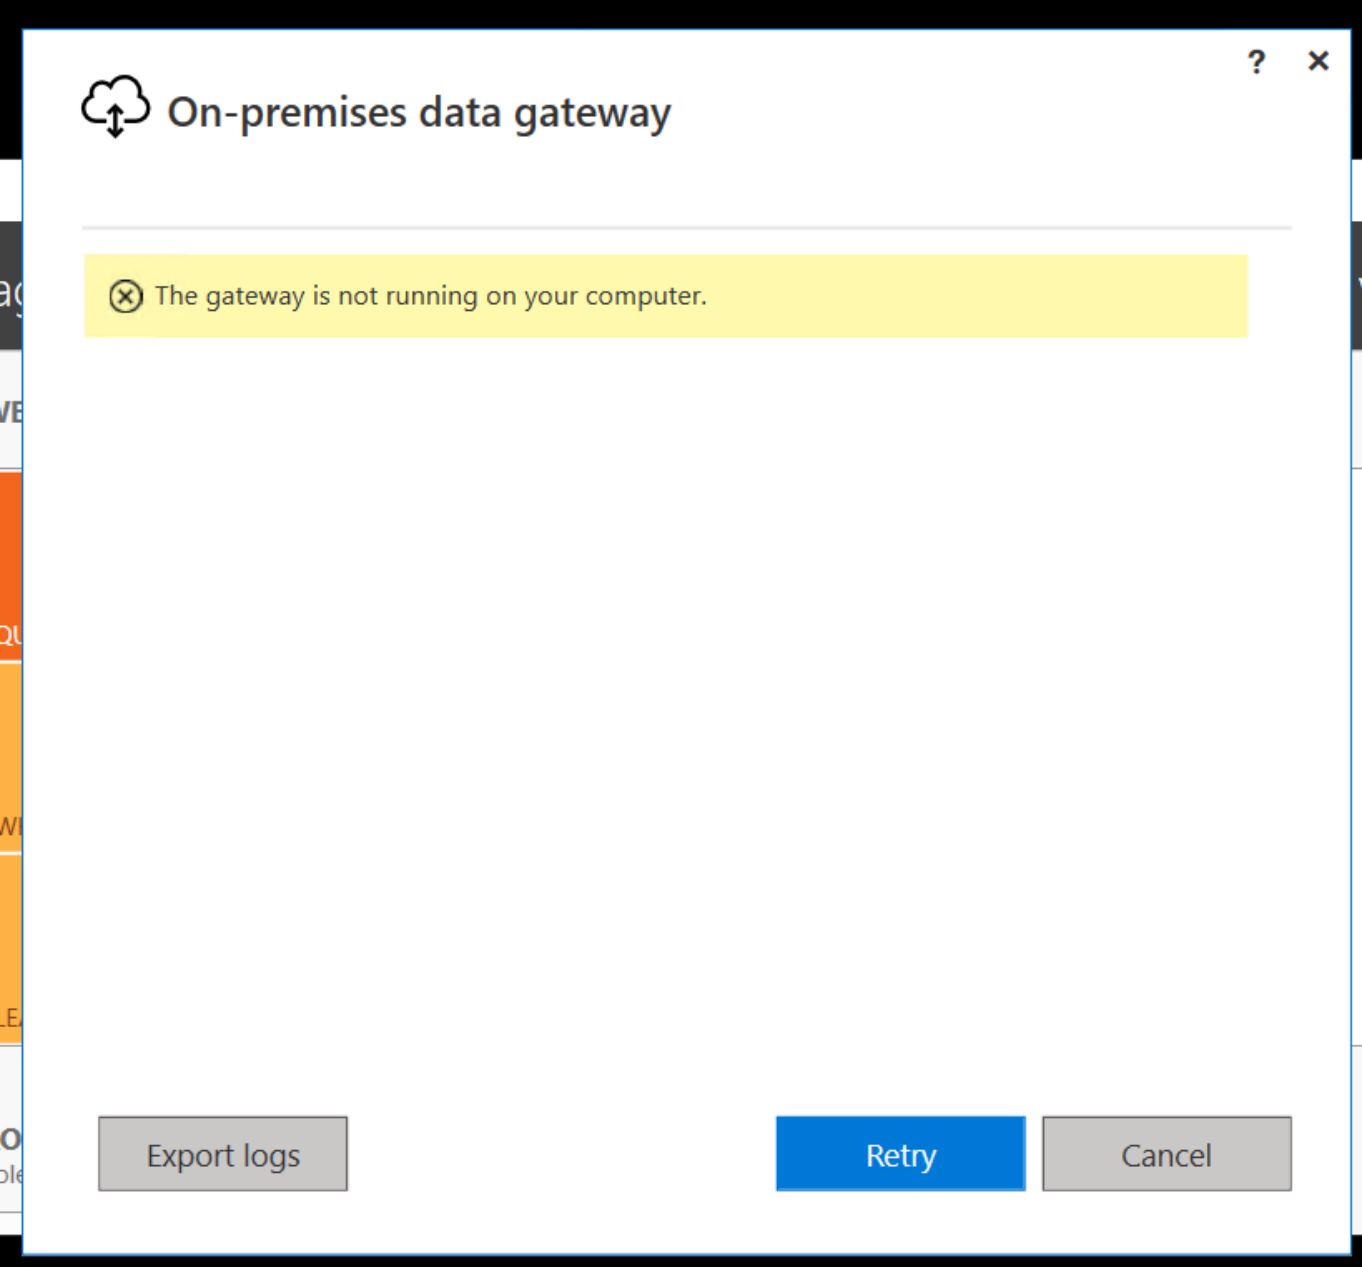 ?
On-premises data gateway
The gateway is not running on your computer.
Export logs
Retry
Cancel